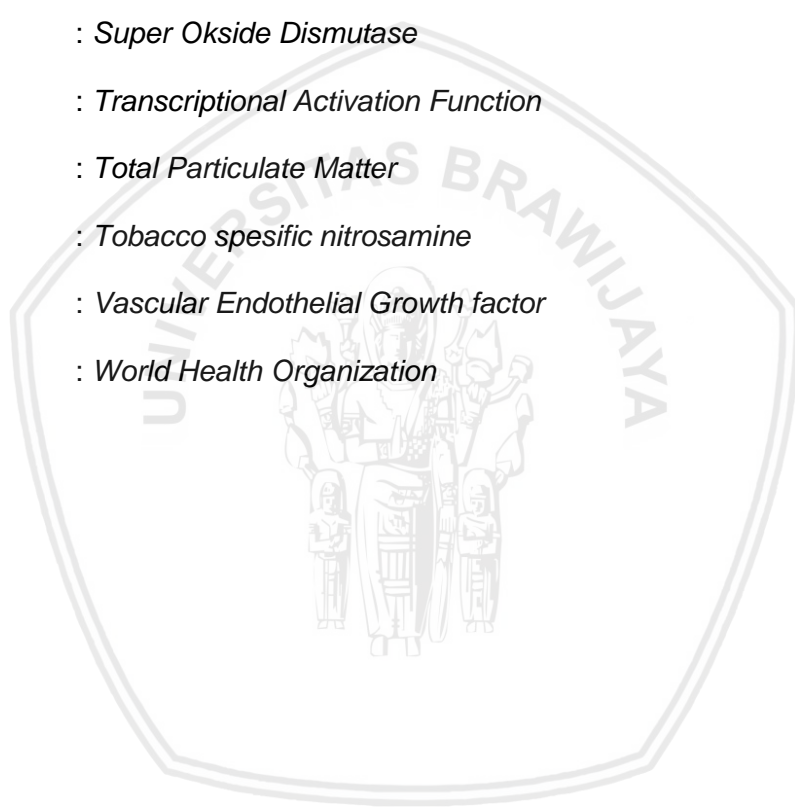 : Super Okside Dismutase
: Transcriptional Activation Function
: Total Particulate Matter
: Tobacco spesific nitrosamine
: Vascular Endothelial Growth factor
: World Health Organization
UNIVERSITAS BRAWIJAYA